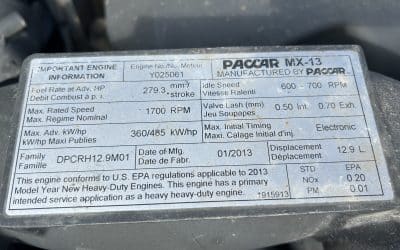 IMPORTANT ENGINE INFORMATION
Engine No./No. Moteur
Y025061
PACCAR MX-13
MANUFACTURED BY PACCAR
Fuel Rate at Adv. HP
Debit Combust à p. i.
279.3 mm³/stroke
Idle Speed
Vitesse Ralenti
600 - 700 RPM
Max. Rated Speed
Max. Regime Nominal
1700 RPM
Valve Lash (mm)
Jeu Soupapes
0.50 Int. 0.70 Exh.
Max. Adv. kW/hp
kW/hp Maxi Publies
360/485 kW/hp
Max. Initial Timing
Maxi. Calage Initial d'inj.
Electronic
Family
Famille
DPCRH12.9M01
Date of Mfg.
Date de Fabr.
01/2013
Displacement
Déplacement
12.9 L.
This engine conforms to U.S. EPA regulations applicable to 2013
Model Year New Heavy-Duty Engines. This engine has a primary
intended service application as a heavy heavy-duty engine.
1915913
STD EPA
NOx 0.20
PM 0.01